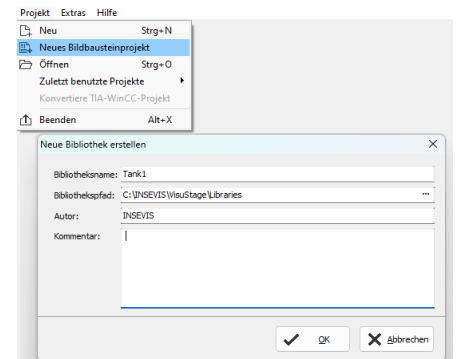 Projekt Extras Hilfe
Neu Strg+N
Neues Bildbausteinprojekt
Öffnen Strg+O
Zuletzt benutzte Projekte
Konvertiere TIA-WinCC-Projekt
Beenden Alt+X
Neue Bibliothek erstellen
Bibliotheksname: Tank1
Bibliothekspfad: C:\INSEVIS\VisuStage\Libraries ...
Autor: INSEVIS
Kommentar:
OK Abbrechen